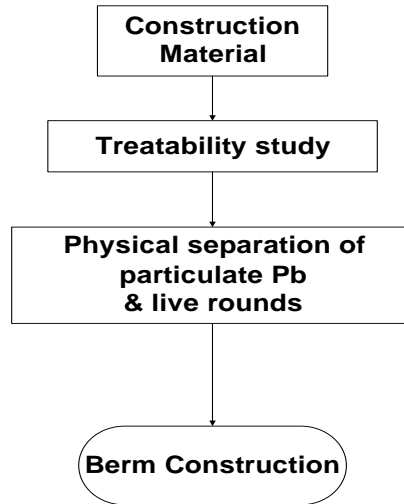 Construction
Material
Treatability study
Physical separation of
particulate Pb
& live rounds
Berm Construction